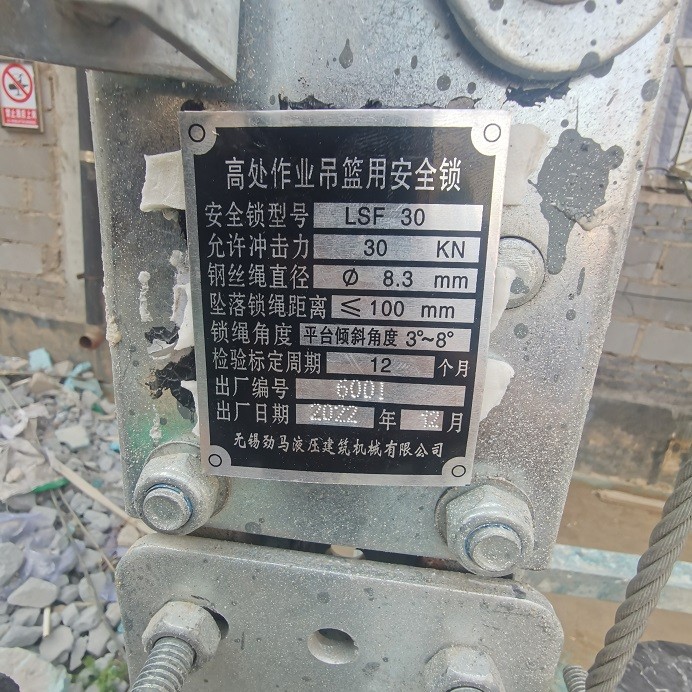 高处作业吊篮用安全锁
安全锁型号 LSF 30
允许冲击力 30 KN
钢丝绳直径 Ø 8.3 mm
坠落锁绳距离 ≤100 mm
锁绳角度 平台倾斜角度 3°~8°
检验标定周期 12 个月
出厂编号 6001
出厂日期 2022 年 12 月
无锡劲马液压建筑机械有限公司